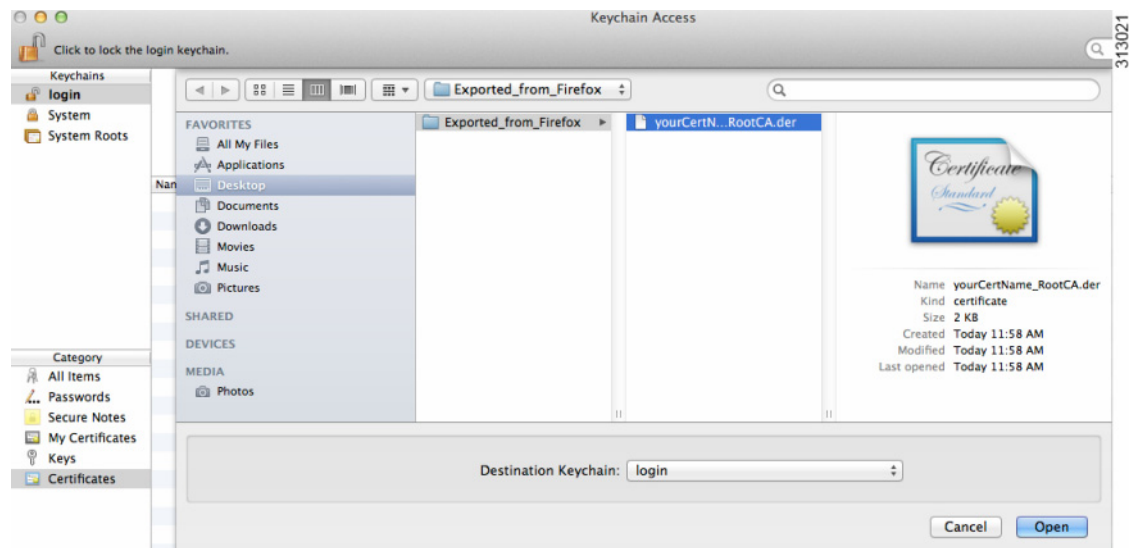 Keychain Access
Click to lock the login keychain.
313021
Keychains
login
System
System Roots
Nan
Category
All Items
Passwords
Secure Notes
My Certificates
Keys
Certificates
Exported_from_Firefox
FAVORITES
All My Files
Applications
Desktop
Documents
Downloads
Movies
Music
Pictures
SHARED
DEVICES
MEDIA
Photos
Exported_from_Firefox
yourCertN...RootCA.der
Certificate
Standard
Name yourCertName_RootCA.der
Kind certificate
Size 2 KB
Created Today 11:58 AM
Modified Today 11:58 AM
Last opened Today 11:58 AM
Destination Keychain: login
Cancel Open